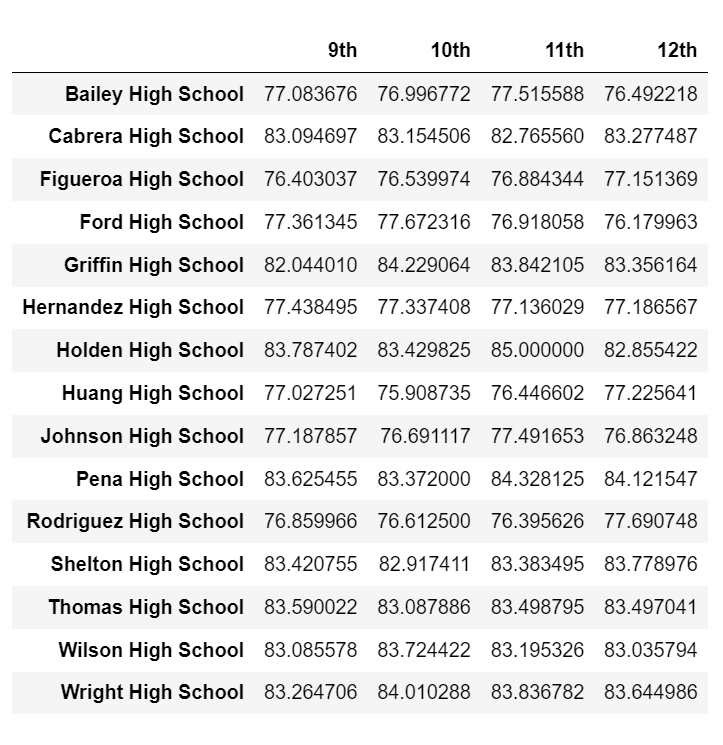 9th 10th 11th 12th
Bailey High School 77.083676 76.996772 77.515588 76.492218
Cabrera High School 83.094697 83.154506 82.765560 83.277487
Figueroa High School 76.403037 76.539974 76.884344 77.151369
Ford High School 77.361345 77.672316 76.918058 76.179963
Griffin High School 82.044010 84.229064 83.842105 83.356164
Hernandez High School 77.438495 77.337408 77.136029 77.186567
Holden High School 83.787402 83.429825 85.000000 82.855422
Huang High School 77.027251 75.908735 76.446602 77.225641
Johnson High School 77.187857 76.691117 77.491653 76.863248
Pena High School 83.625455 83.372000 84.328125 84.121547
Rodriguez High School 76.859966 76.612500 76.395626 77.690748
Shelton High School 83.420755 82.917411 83.383495 83.778976
Thomas High School 83.590022 83.087886 83.498795 83.497041
Wilson High School 83.085578 83.724422 83.195326 83.035794
Wright High School 83.264706 84.010288 83.836782 83.644986